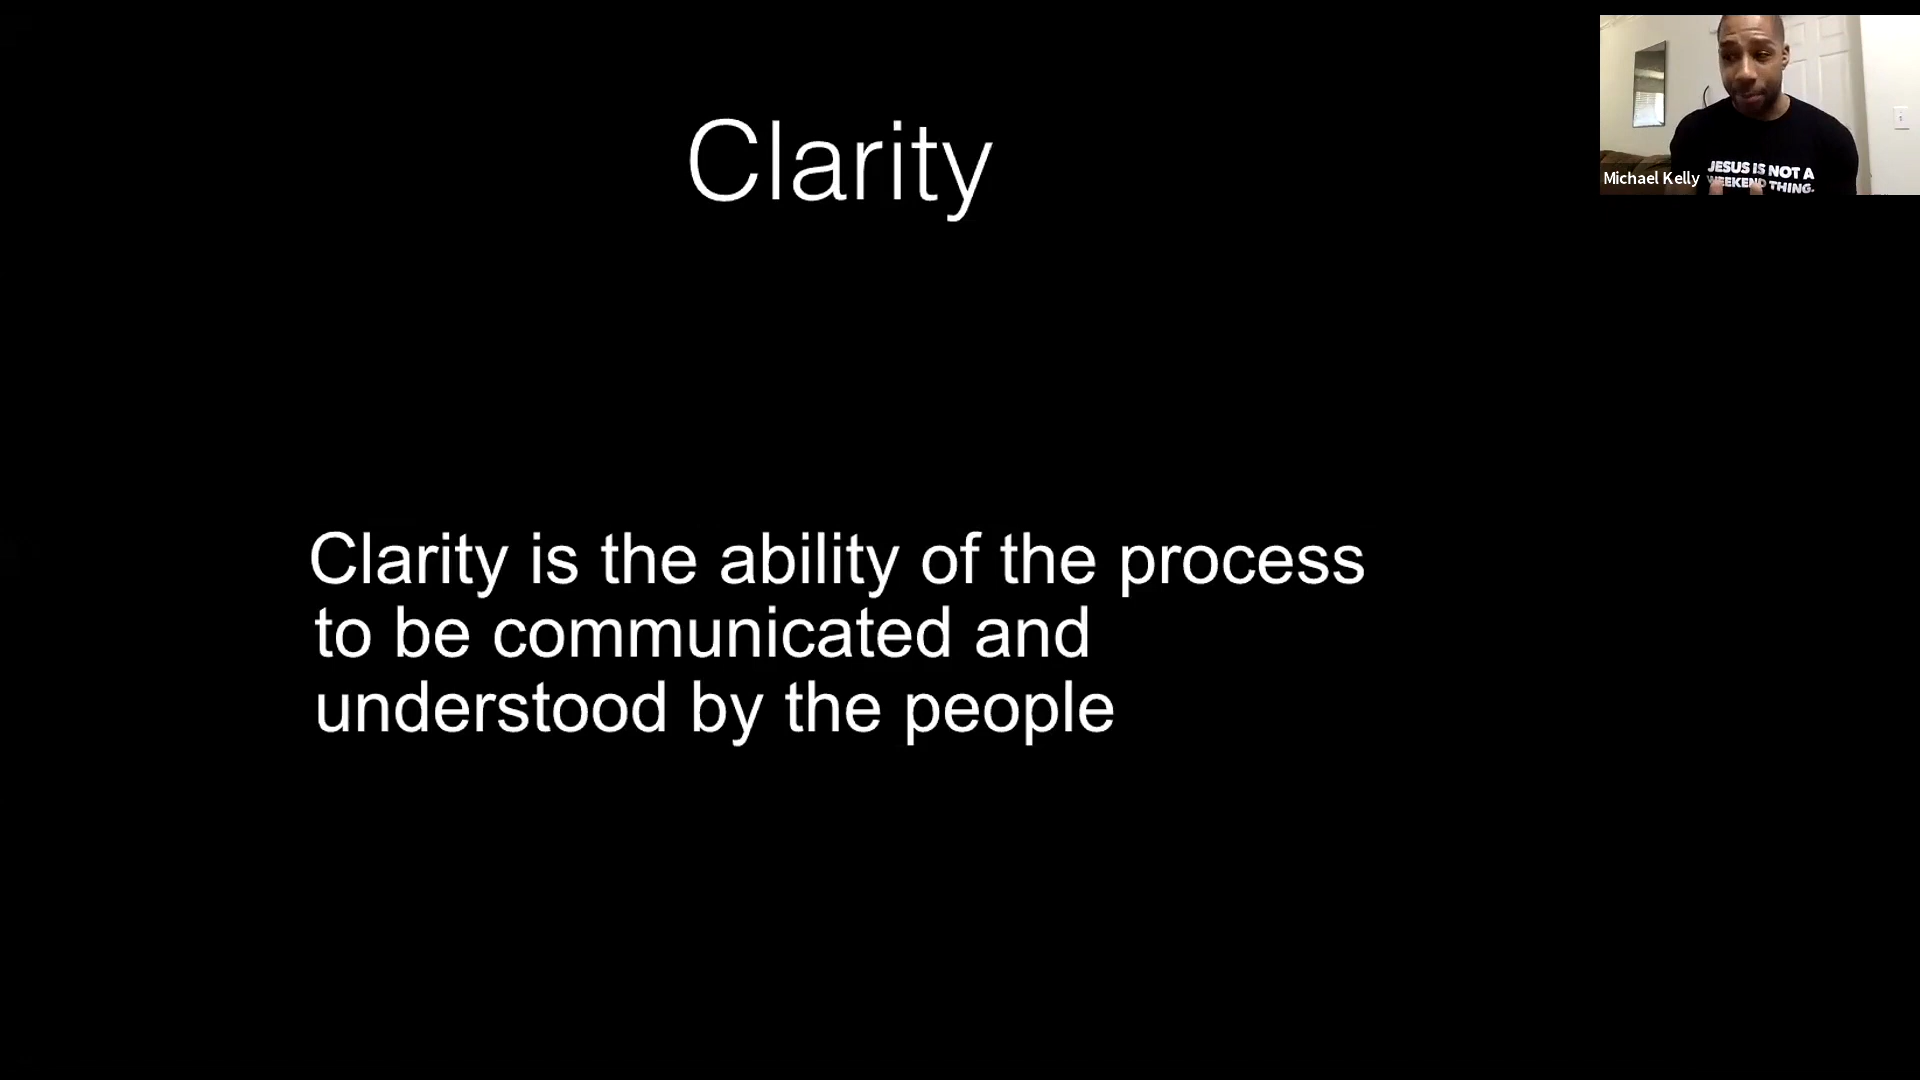 Clarity
Clarity is the ability of the process
to be communicated and
understood by the people
Michael Kelly
JESUS IS NOT A
WEEKEND THING.